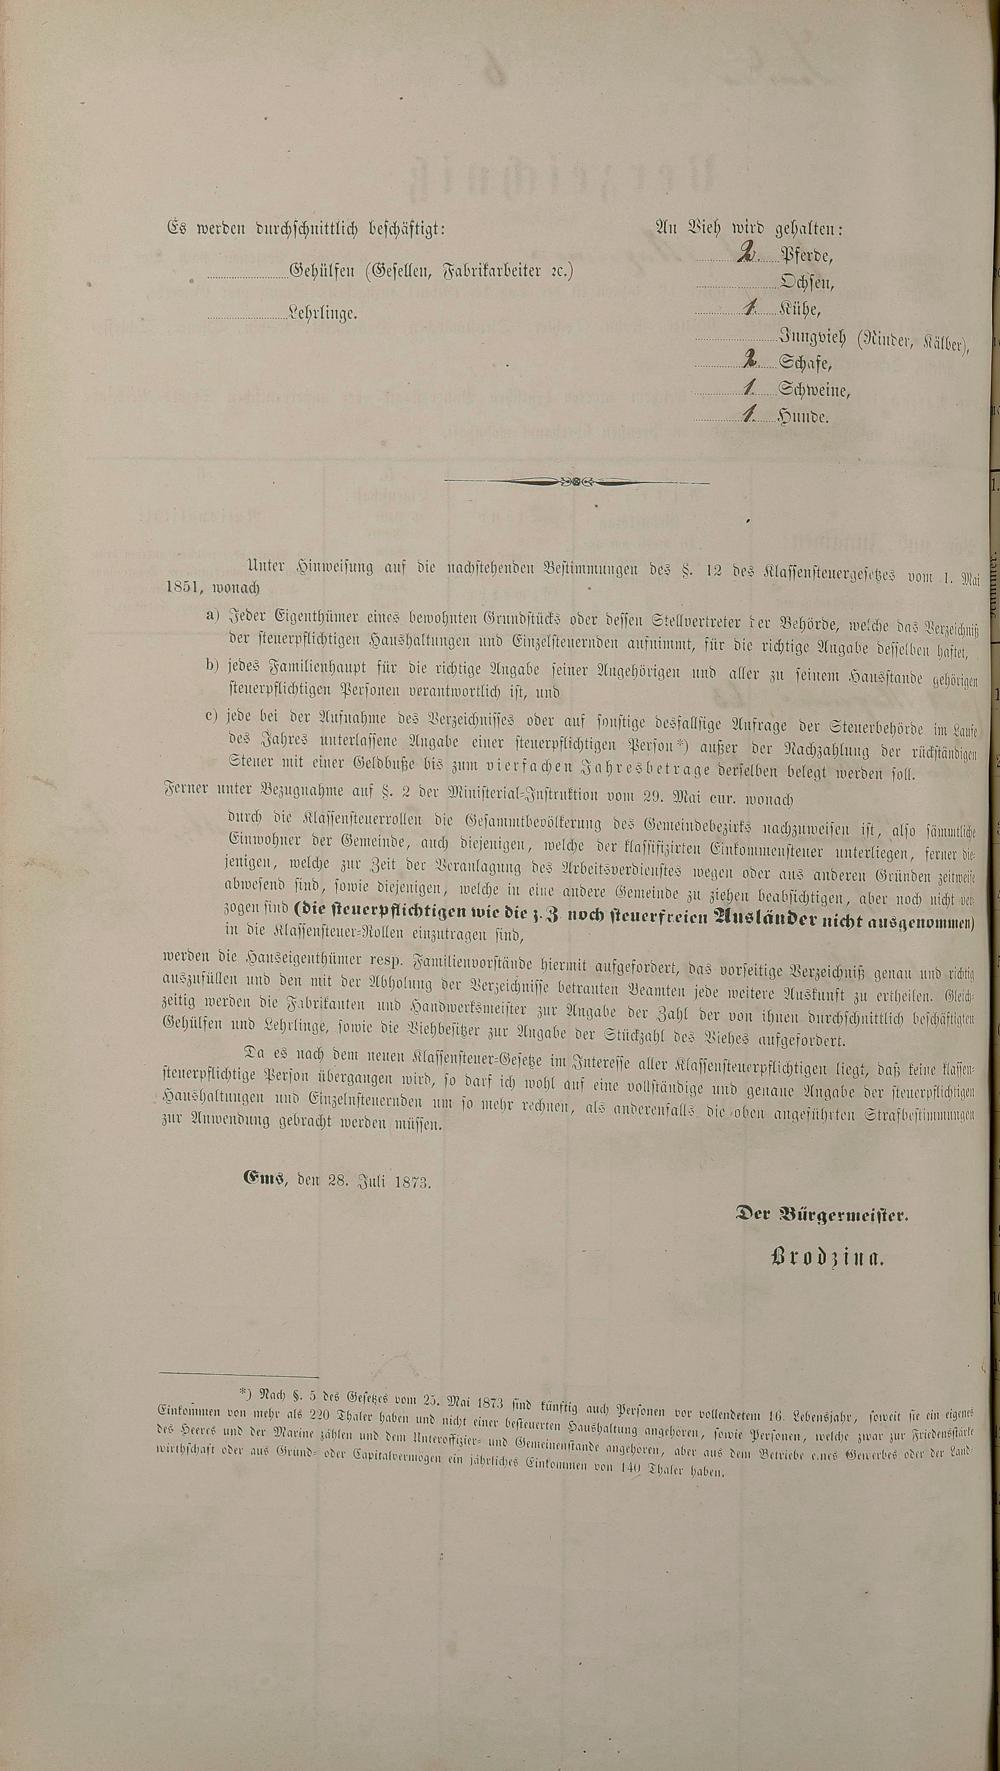 Es werden durchschnittlich beschäftigt:
Gehülfen (Gesellen, Fabrikarbeiter ꝛc.)
Lehrlinge.
An Vieh wird gehalten:
2. Pferde,
Ochsen,
1. Kühe,
Jungvieh (Rinder, Kälber),
2. Schafe,
1. Schweine,
1. Hunde.
Unter Hinweisung auf die nachstehenden Bestimmungen des §. 12 des Klassensteuergesetzes vom 1. Mai
1851, wonach
a) Jeder Eigenthümer eines bewohnten Grundstücks oder dessen Stellvertreter der Behörde, welche das Verzeichniß
der steuerpflichtigen Haushaltungen und Einzelsteuernden aufnimmt, für die richtige Angabe desselben haftet,
b) jedes Familienhaupt für die richtige Angabe seiner Angehörigen und aller zu seinem Hausstande gehörigen
steuerpflichtigen Personen verantwortlich ist, und
c) jede bei der Aufnahme des Verzeichnisses oder auf sonstige desfallsige Anfrage der Steuerbehörde im Laufe
des Jahres unterlassene Angabe einer steuerpflichtigen Person*) außer der Nachzahlung der rückständigen
Steuer mit einer Geldbuße bis zum vierfachen Jahresbetrage derselben belegt werden soll.
Ferner unter Bezugnahme auf §. 2 der Ministerial-Instruktion vom 29. Mai cur. wonach
durch die Klassensteuerrollen die Gesammtbevölkerung des Gemeindebezirks nachzuweisen ist, also sämmtliche
Einwohner der Gemeinde, auch diejenigen, welche der klassifizirten Einkommensteuer unterliegen, ferner die-
jenigen, welche zur Zeit der Veranlagung des Arbeitsverdienstes wegen oder aus anderen Gründen zeitweise
abwesend sind, sowie diejenigen, welche in eine andere Gemeinde zu ziehen beabsichtigen, aber noch nicht ver-
zogen sind (die steuerpflichtigen wie die z. Z. noch steuerfreien Ausländer nicht ausgenommen)
in die Klassensteuer-Rollen einzutragen sind,
werden die Hauseigenthümer resp. Familienvorstände hiermit aufgefordert, das vorseitige Verzeichniß genau und richtig
auszufüllen und den mit der Abholung der Verzeichnisse betrauten Beamten jede weitere Auskunft zu ertheilen. Gleich-
zeitig werden die Fabrikanten und Handwerksmeister zur Angabe der Zahl der von ihnen durchschnittlich beschäftigten
Gehülfen und Lehrlinge, sowie die Viehbesitzer zur Angabe der Stückzahl des Viehes aufgefordert.
Da es nach dem neuen Klassensteuer-Gesetze im Interesse aller Klassensteuerpflichtigen liegt, daß keine klassen-
steuerpflichtige Person übergangen wird, so darf ich wohl auf eine vollständige und genaue Angabe der steuerpflichtigen
Haushaltungen und Einzelnsteuernden um so mehr rechnen, als anderenfalls die oben angeführten Strafbestimmungen
zur Anwendung gebracht werden müssen.
Ems, den 28. Juli 1873.
Der Bürgermeister.
Brodzina.
*) Nach §. 5 des Gesetzes vom 25. Mai 1873 sind künftig auch Personen vor vollendetem 16. Lebensjahr, soweit sie ein eigenes
Einkommen von mehr als 220 Thaler haben und nicht einer besteuerten Haushaltung angehören, sowie Personen, welche zwar zur Friedensstärke
des Heeres und der Marine zählen und dem Unteroffizier- und Gemeinenstande angehören, aber aus dem Betriebe eines Gewerbes oder der Land-
wirthschaft oder aus Grund- oder Capitalvermögen ein jährliches Einkommen von 140 Thaler haben.